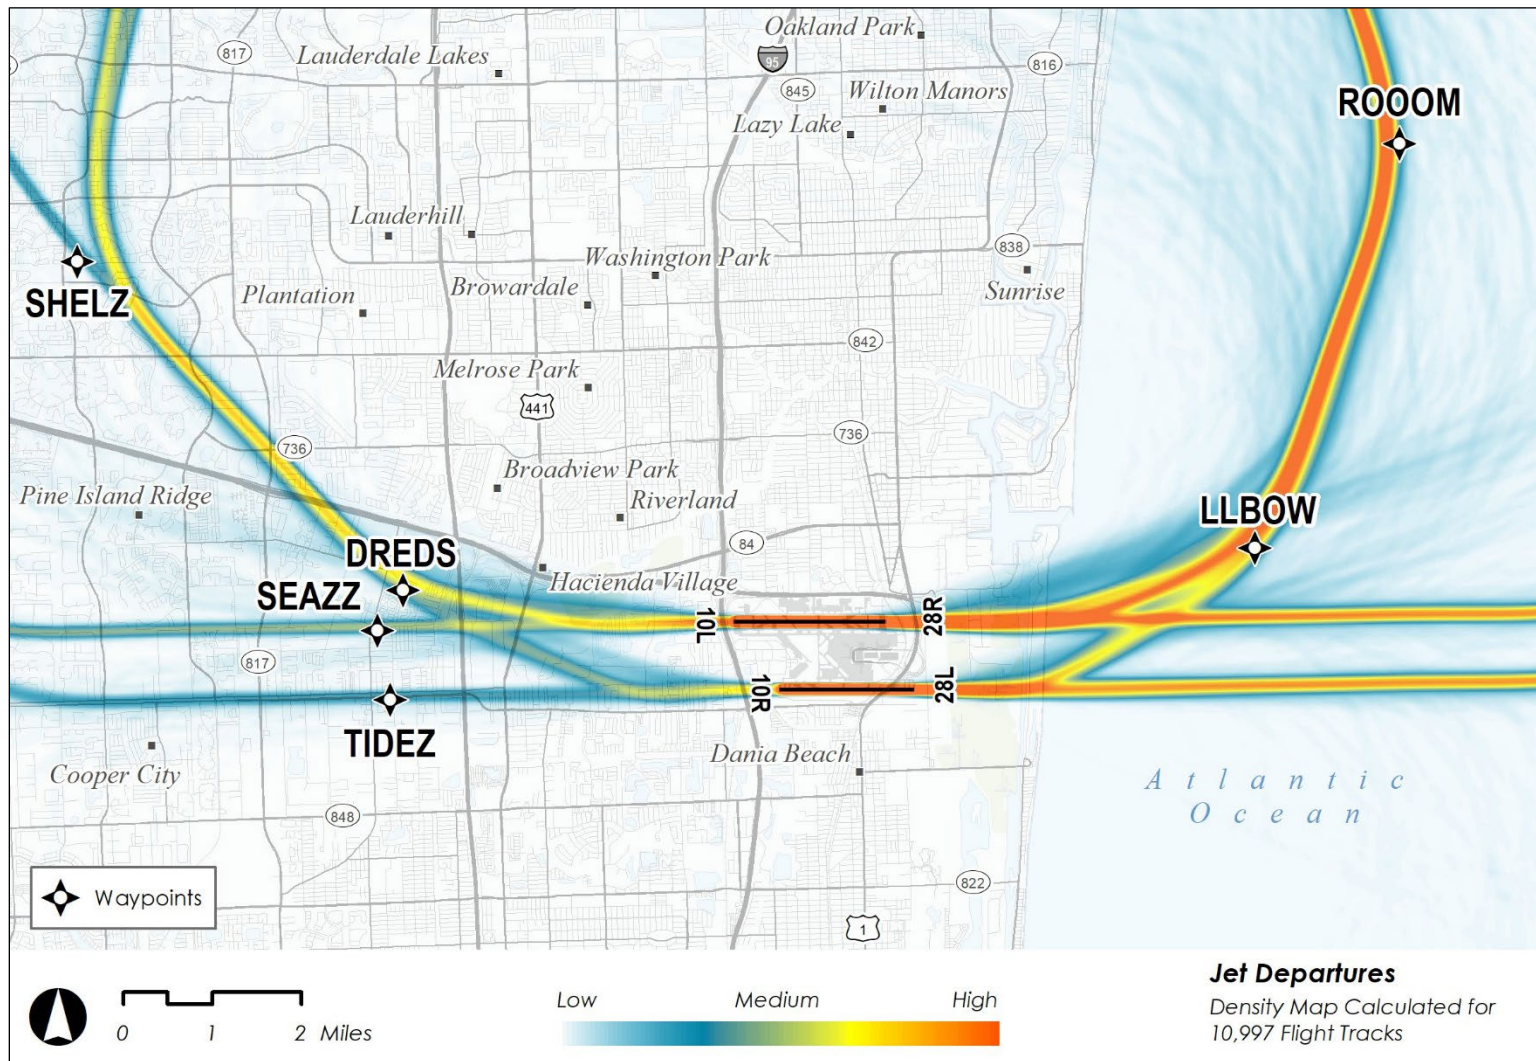 Oakland Park
817
Lauderdale Lakes
95
816
845
Wilton Manors
ROOOM
Lazy Lake
Lauderhill
838
Washington Park
SHELZ
Plantation
Browardale
Sunrise
842
Melrose Park
441
736
736
Broadview Park
Pine Island Ridge
Riverland
LLBOW
84
DREDS
Hacienda Village
SEAZZ
10L
28R
817
10R
28L
TIDEZ
Dania Beach
Cooper City
Atlantic
Ocean
848
822
Waypoints
1
Jet Departures
Low Medium High
Density Map Calculated for
10,997 Flight Tracks
0 1 2 Miles